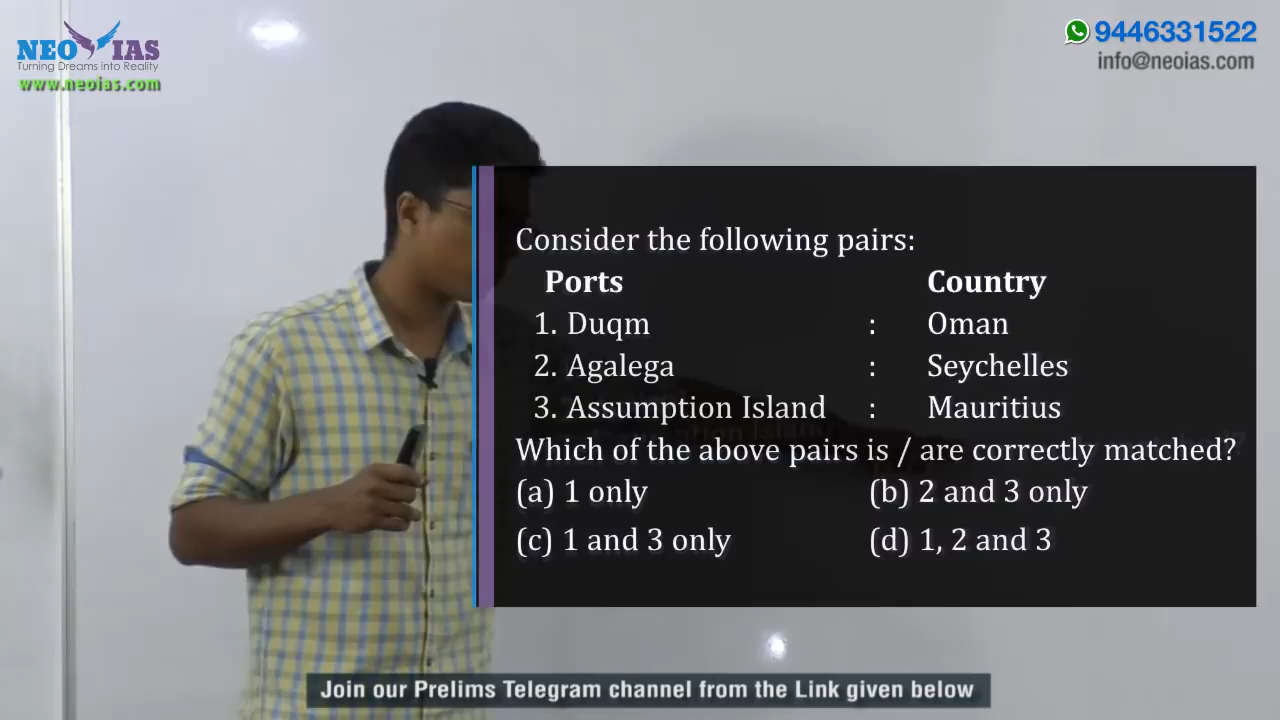 NEO IAS
Turning Dreams into Reality
www.neoias.com
9446331522
info@neoias.com
Consider the following pairs:
Ports Country
1. Duqm : Oman
2. Agalega : Seychelles
3. Assumption Island : Mauritius
Which of the above pairs is / are correctly matched?
(a) 1 only (b) 2 and 3 only
(c) 1 and 3 only (d) 1, 2 and 3
Join our Prelims Telegram channel from the Link given below